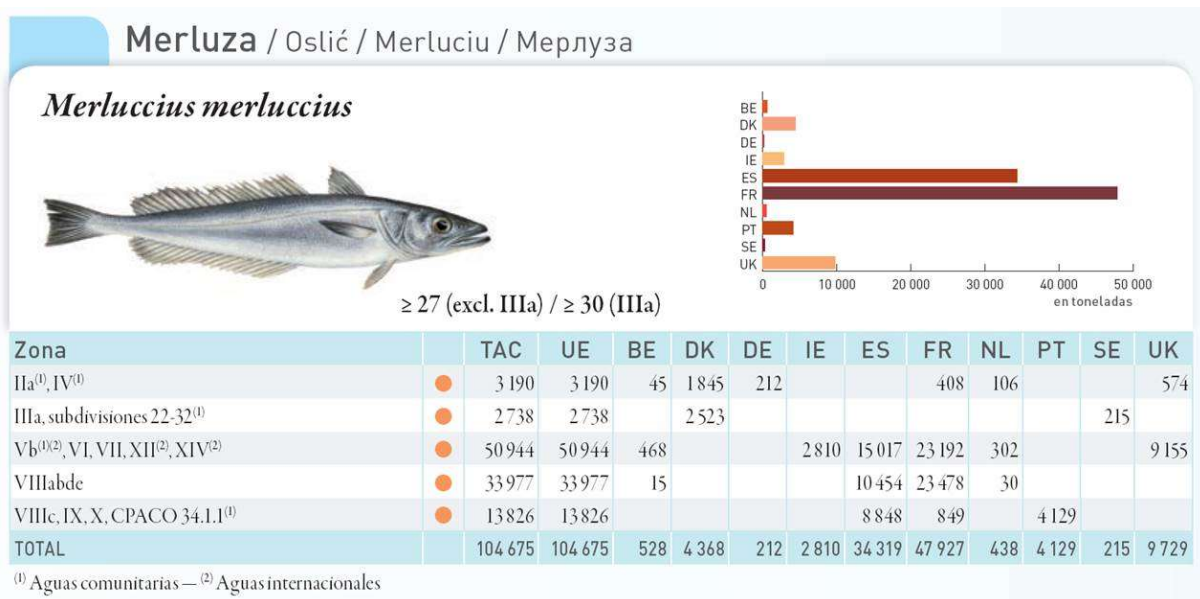 Merluza / Oslić / Merluciu / Мерлуза
Merluccius merluccius
≥ 27 (excl. IIIa) / ≥ 30 (IIIa)
BE
DK
DE
IE
ES
FR
NL
PT
SE
UK
0 10 000 20 000 30 000 40 000 50 000
en toneladas
Zona TAC UE BE DK DE IE ES FR NL PT SE UK
IIa(1), IV(1) 3 190 3 190 45 1 845 212 408 106 574
IIIa, subdivisiones 22-32(1) 2 738 2 738 2 523 215
Vb(1)(2), VI, VII, XII(2), XIV(2) 50 944 50 944 468 2 810 15 017 23 192 302 9 155
VIIIabde 33 977 33 977 15 10 454 23 478 30
VIIIc, IX, X, CPACO 34.1.1(1) 13 826 13 826 8 848 849 4 129
TOTAL 104 675 104 675 528 4 368 212 2 810 34 319 47 927 438 4 129 215 9 729
(1) Aguas comunitarias — (2) Aguas internacionales